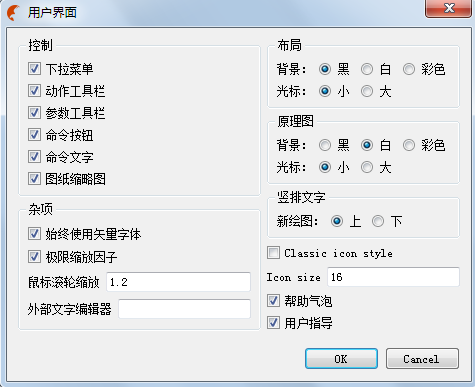 用户界面
控制
下拉菜单
动作工具栏
参数工具栏
命令按钮
命令文字
图纸缩略图
杂项
始终使用矢量字体
极限缩放因子
鼠标滚轮缩放 1.2
外部文字编辑器
布局
背景: 黑 白 彩色
光标: 小 大
原理图
背景: 黑 白 彩色
光标: 小 大
竖排文字
新绘图: 上 下
Classic icon style
Icon size 16
帮助气泡
用户指导
OK Cancel